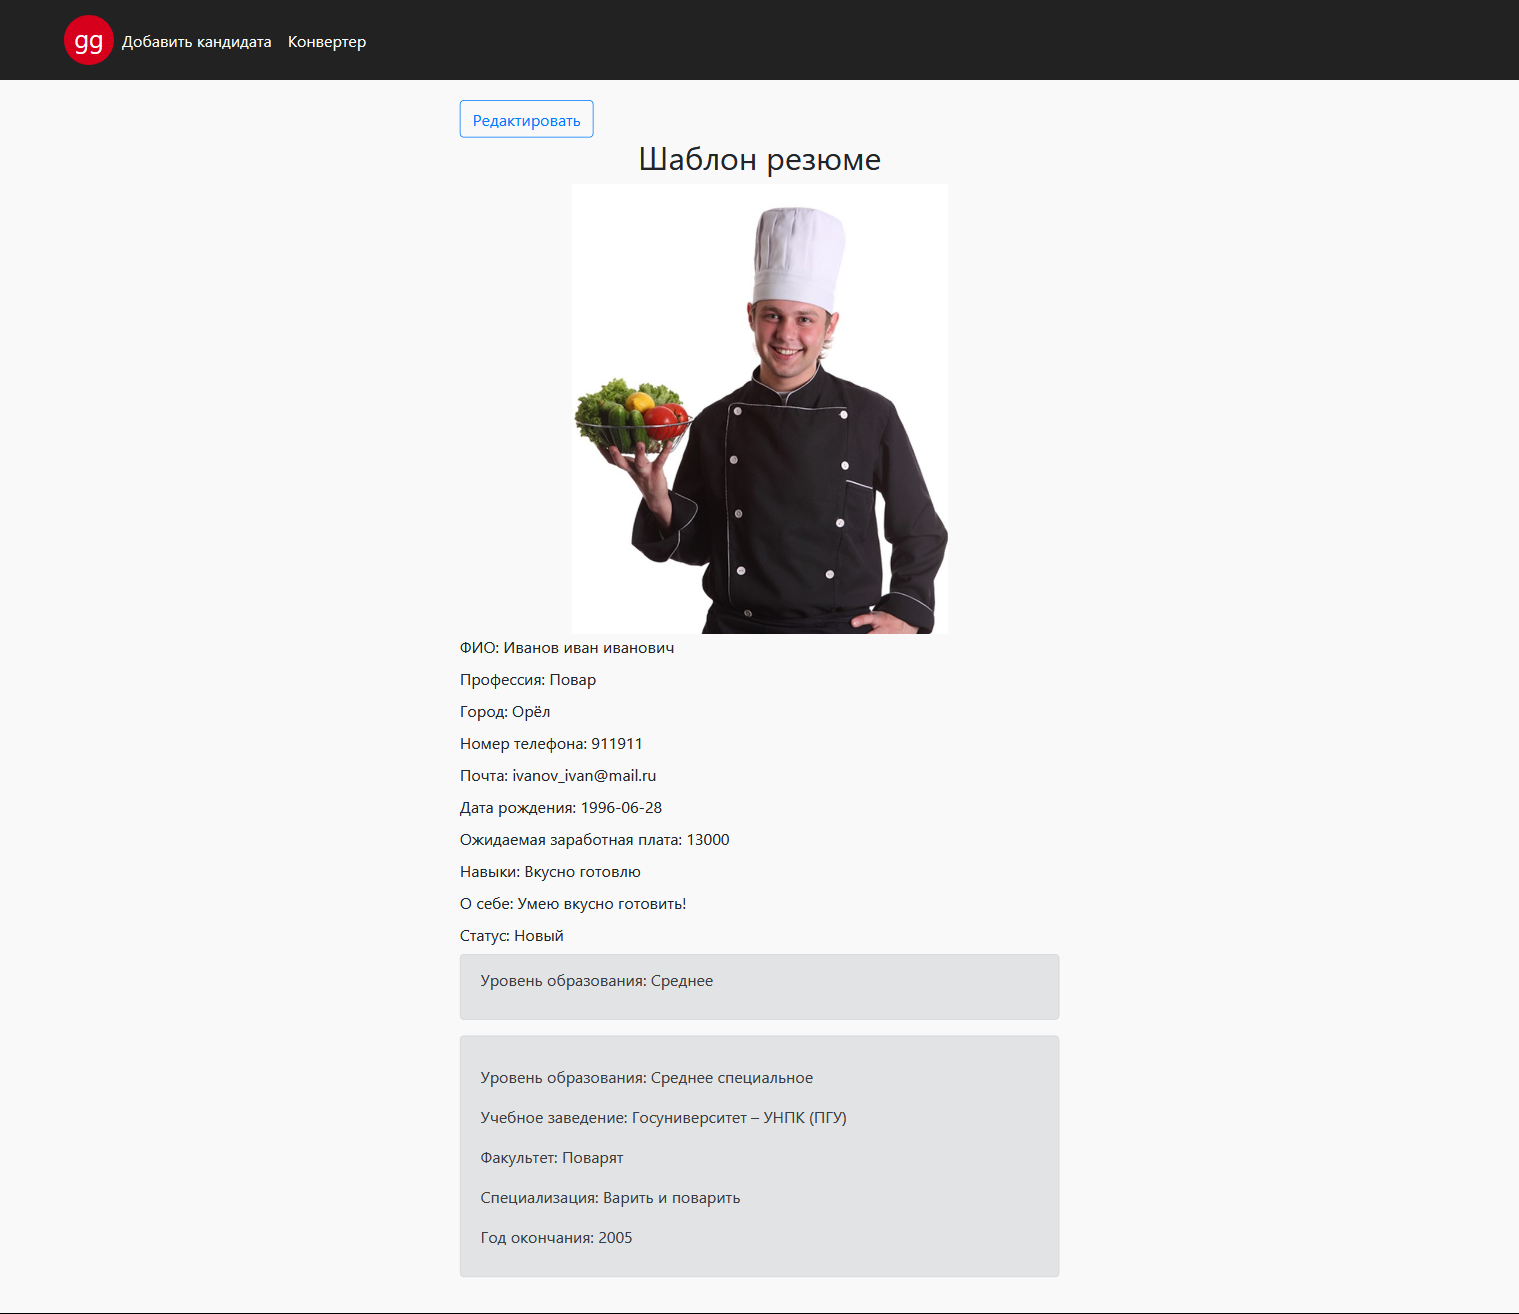 gg Добавить кандидата Конвертер
Редактировать
Шаблон резюме
ФИО: Иванов иван иванович
Профессия: Повар
Город: Орёл
Номер телефона: 911911
Почта: ivanov_ivan@mail.ru
Дата рождения: 1996-06-28
Ожидаемая заработная плата: 13000
Навыки: Вкусно готовлю
О себе: Умею вкусно готовить!
Статус: Новый
Уровень образования: Среднее
Уровень образования: Среднее специальное
Учебное заведение: Госуниверситет – УНПК (ПГУ)
Факультет: Поварят
Специализация: Варить и поварить
Год окончания: 2005